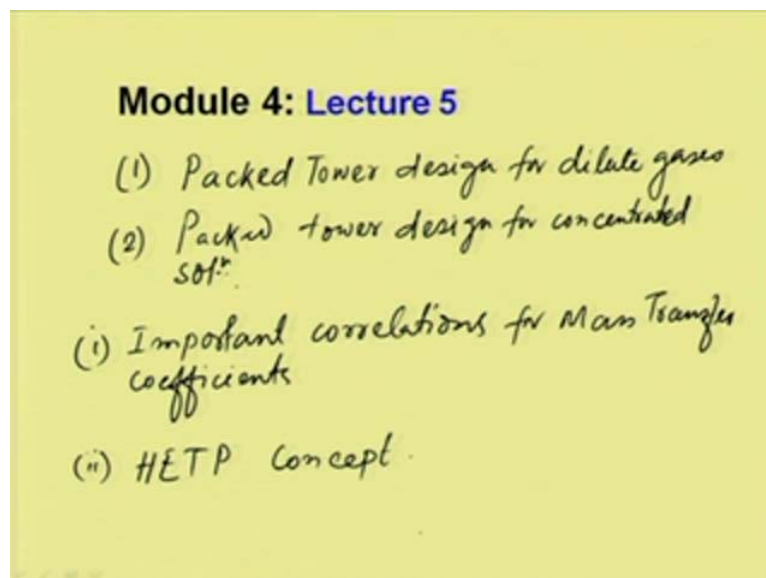 Module 4: Lecture 5
(1) Packed Tower design for dilute gases
(2) Packed tower design for concentrated
solⁿ.
(i) Important correlations for Mass Transfer
coefficients
(ii) HETP Concept.